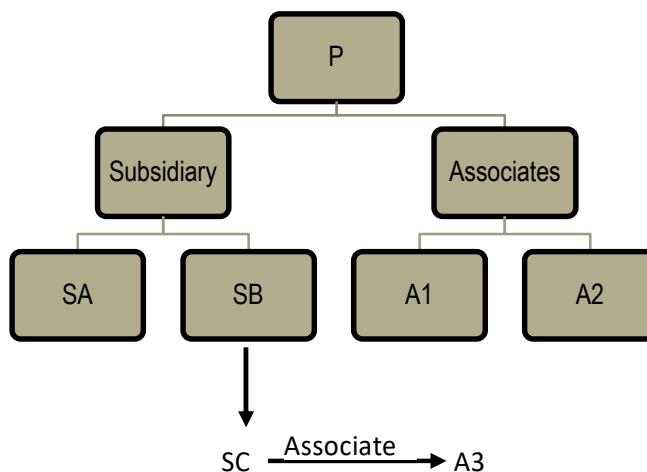 P
Subsidiary
Associates
SA
SB
A1
A2
Associate
SC
A3